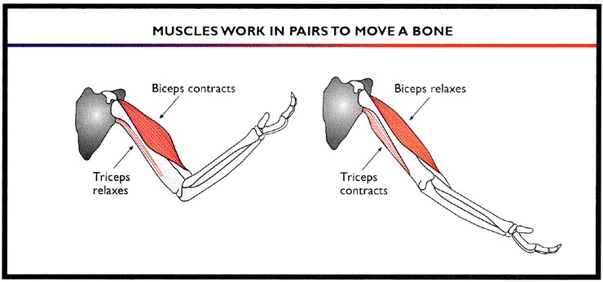 MUSCLES WORK IN PAIRS TO MOVE A BONE
Biceps contracts
Triceps
relaxes
Biceps relaxes
Triceps
contracts